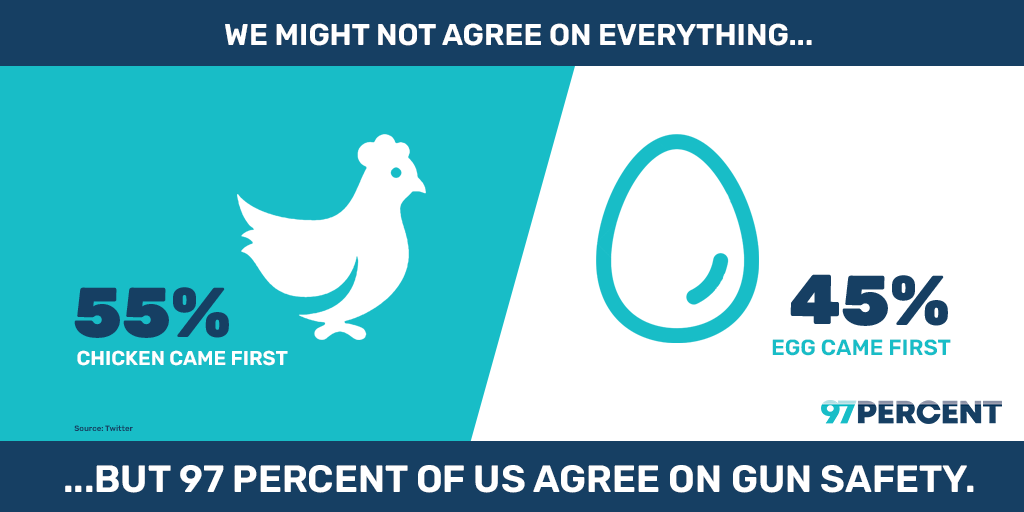 WE MIGHT NOT AGREE ON EVERYTHING...
55%
CHICKEN CAME FIRST
45%
EGG CAME FIRST
Source: Twitter
97PERCENT
...BUT 97 PERCENT OF US AGREE ON GUN SAFETY.